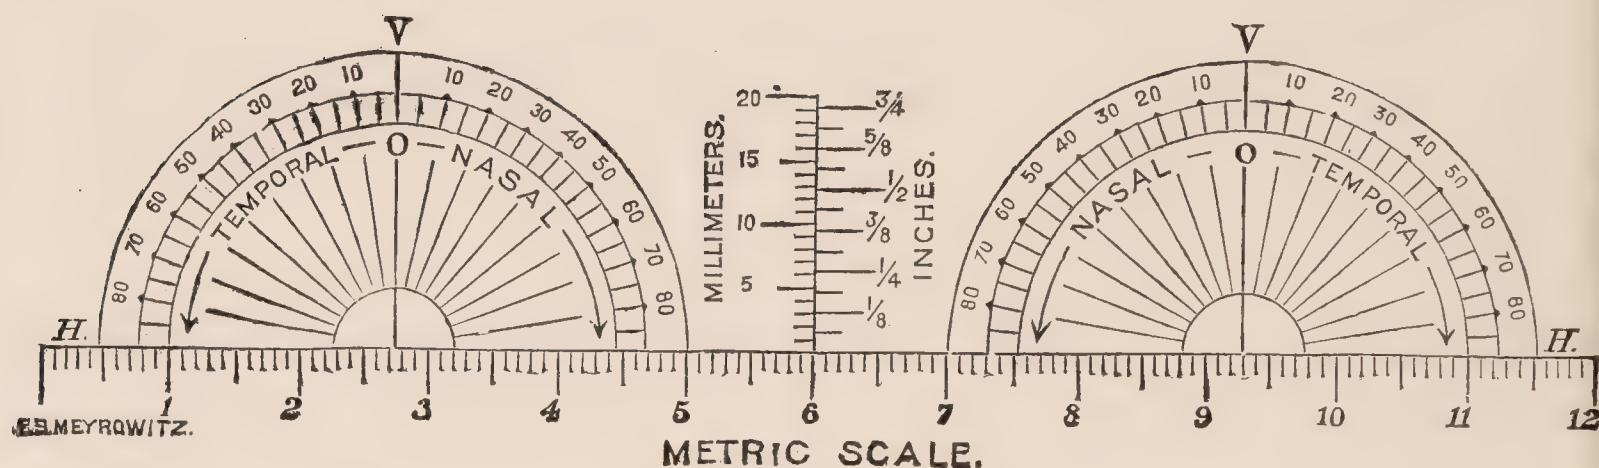 V
80 70 60 50 40 30 20 10 10 20 30 40 50 60 70 80
TEMPORAL — O — NASAL
MILLIMETERS.
20
15
10
5
3/4
5/8
1/2
3/8
1/4
1/8
INCHES.
V
80 70 60 50 40 30 20 10 10 20 30 40 50 60 70 80
NASAL — O — TEMPORAL
H. H.
1 2 3 4 5 6 7 8 9 10 11 12
E.B.MEYROWITZ.
METRIC SCALE.